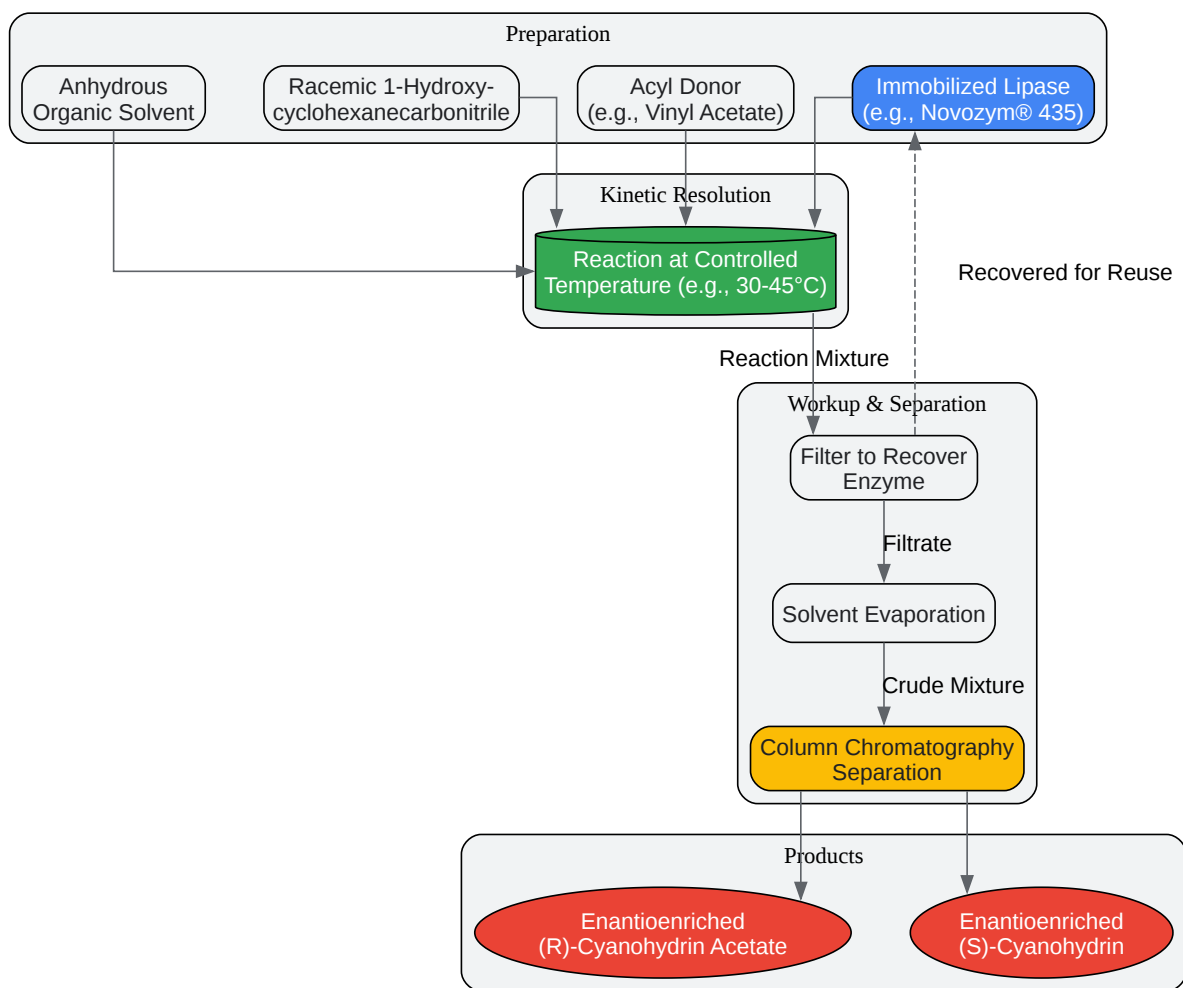 Preparation
Anhydrous
Organic Solvent
Racemic 1-Hydroxy-
cyclohexanecarbonitrile
Acyl Donor
(e.g., Vinyl Acetate)
Immobilized Lipase
(e.g., Novozym® 435)
Kinetic Resolution
Reaction at Controlled
Temperature (e.g., 30-45°C)
Recovered for Reuse
Reaction Mixture
Workup & Separation
Filter to Recover
Enzyme
Filtrate
Solvent Evaporation
Crude Mixture
Column Chromatography
Separation
Products
Enantioenriched
(R)-Cyanohydrin Acetate
Enantioenriched
(S)-Cyanohydrin